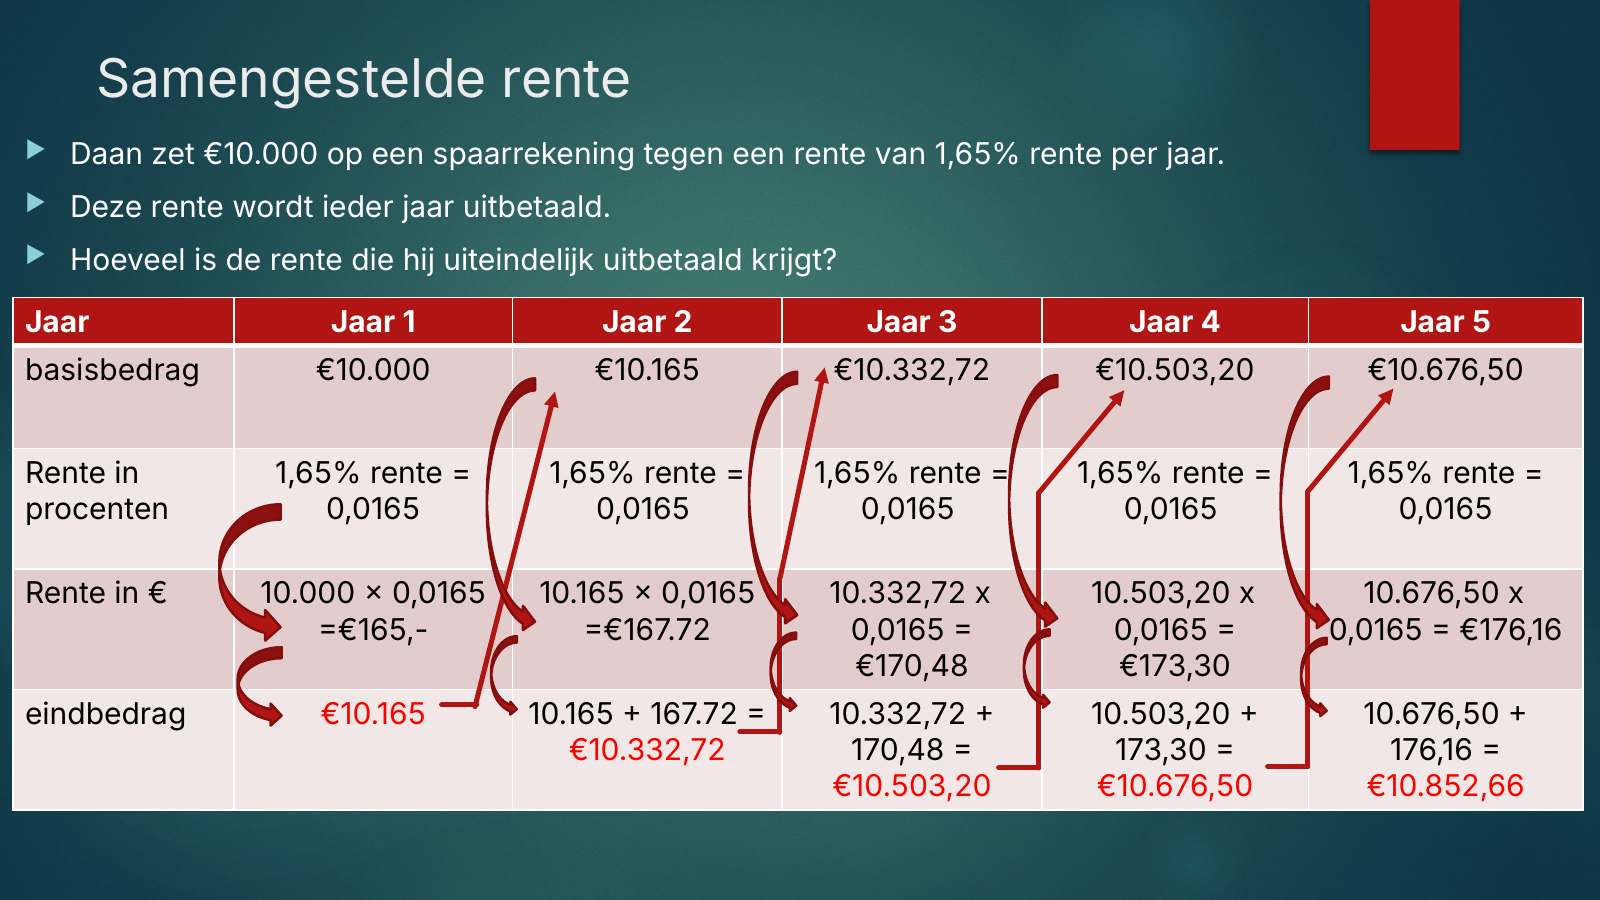 Samengestelde rente
Daan zet €10.000 op een spaarrekening tegen een rente van 1,65% rente per jaar.
Deze rente wordt ieder jaar uitbetaald.
Hoeveel is de rente die hij uiteindelijk uitbetaald krijgt?
Jaar Jaar 1 Jaar 2 Jaar 3 Jaar 4 Jaar 5
basisbedrag €10.000 €10.165 €10.332,72 €10.503,20 €10.676,50
Rente in 1,65% rente = 1,65% rente = 1,65% rente = 1,65% rente = 1,65% rente =
procenten 0,0165 0,0165 0,0165 0,0165 0,0165
Rente in € 10.000 × 0,0165 10.165 × 0,0165 10.332,72 x 10.503,20 x 10.676,50 x
=€165,- =€167.72 0,0165 = 0,0165 = 0,0165 = €176,16
€170,48 €173,30
eindbedrag €10.165 10.165 + 167.72 = 10.332,72 + 10.503,20 + 10.676,50 +
€10.332,72 170,48 = 173,30 = 176,16 =
€10.503,20 €10.676,50 €10.852,66